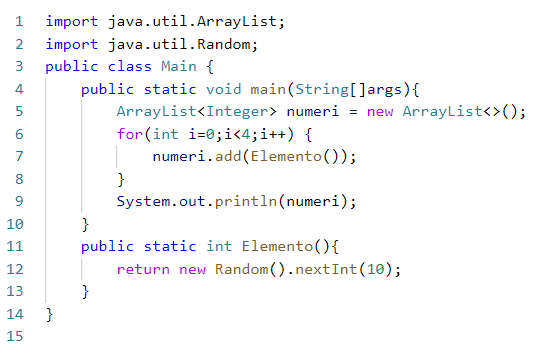 1 import java.util.ArrayList;
2 import java.util.Random;
3 public class Main {
4     public static void main(String[]args){
5         ArrayList<Integer> numeri = new ArrayList<>();
6         for(int i=0;i<4;i++) {
7             numeri.add(Elemento());
8         }
9         System.out.println(numeri);
10     }
11     public static int Elemento(){
12         return new Random().nextInt(10);
13     }
14 }
15